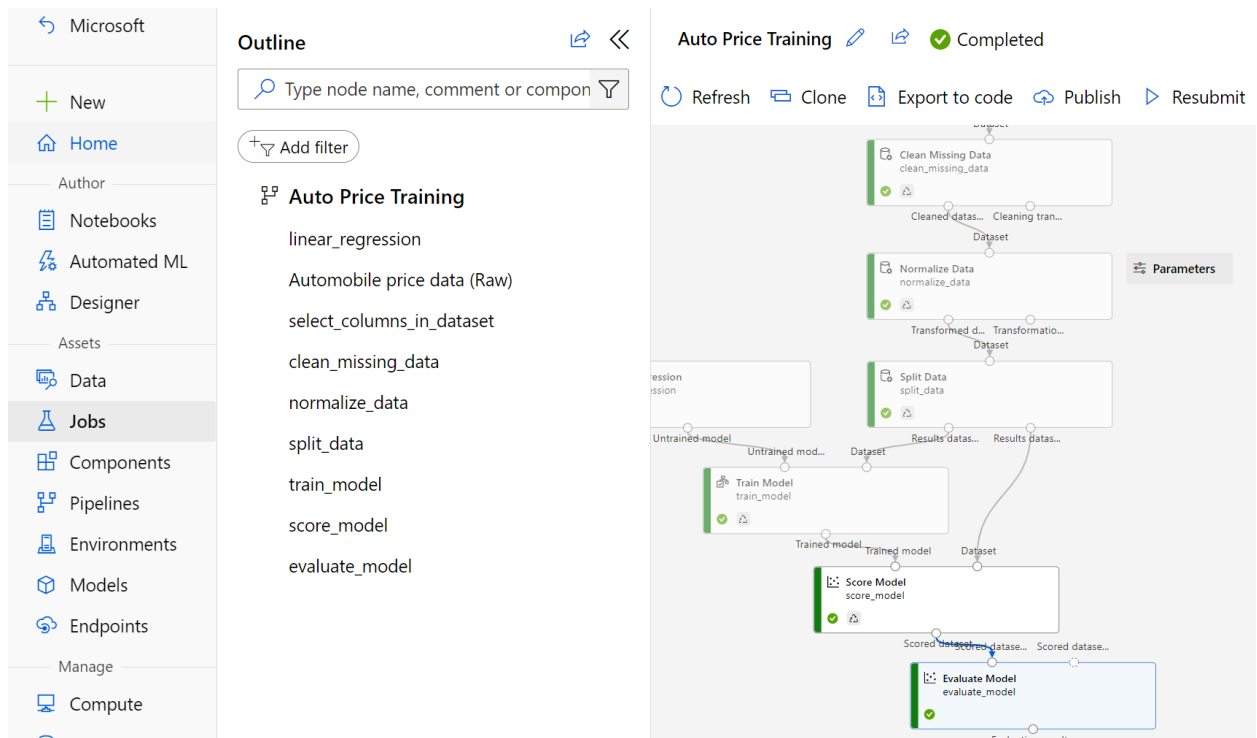 Microsoft
New
Home
Author
Notebooks
Automated ML
Designer
Assets
Data
Jobs
Components
Pipelines
Environments
Models
Endpoints
Manage
Compute
Outline
Type node name, comment or compon
Add filter
Auto Price Training
linear_regression
Automobile price data (Raw)
select_columns_in_dataset
clean_missing_data
normalize_data
split_data
train_model
score_model
evaluate_model
Auto Price Training
Completed
Refresh
Clone
Export to code
Publish
Resubmit
Dataset
Clean Missing Data
clean_missing_data
Cleaned datas...
Cleaning tran...
Dataset
Normalize Data
normalize_data
Parameters
Transformed d...
Transformatio...
Dataset
ression
ession
Split Data
split_data
Untrained model
Results datas...
Results datas...
Untrained mod...
Dataset
Train Model
train_model
Trained model
Trained model
Dataset
Score Model
score_model
Scored dataset
Scored datase...
Scored datase...
Evaluate Model
evaluate_model